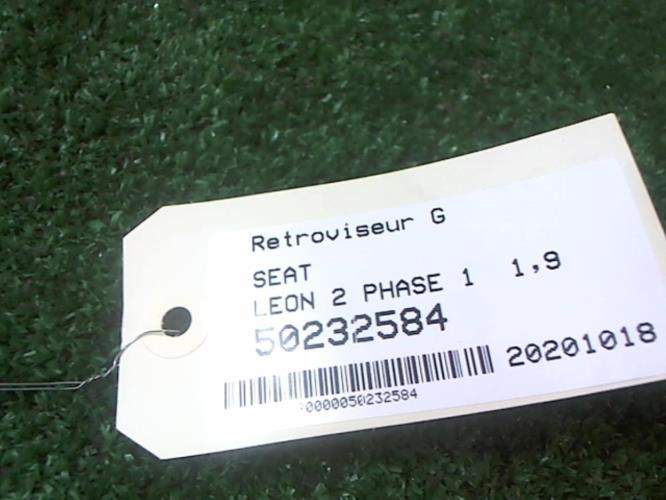 Retroviseur G
SEAT
LEON 2 PHASE 1 1,9
50232584
20201018
0000050232584